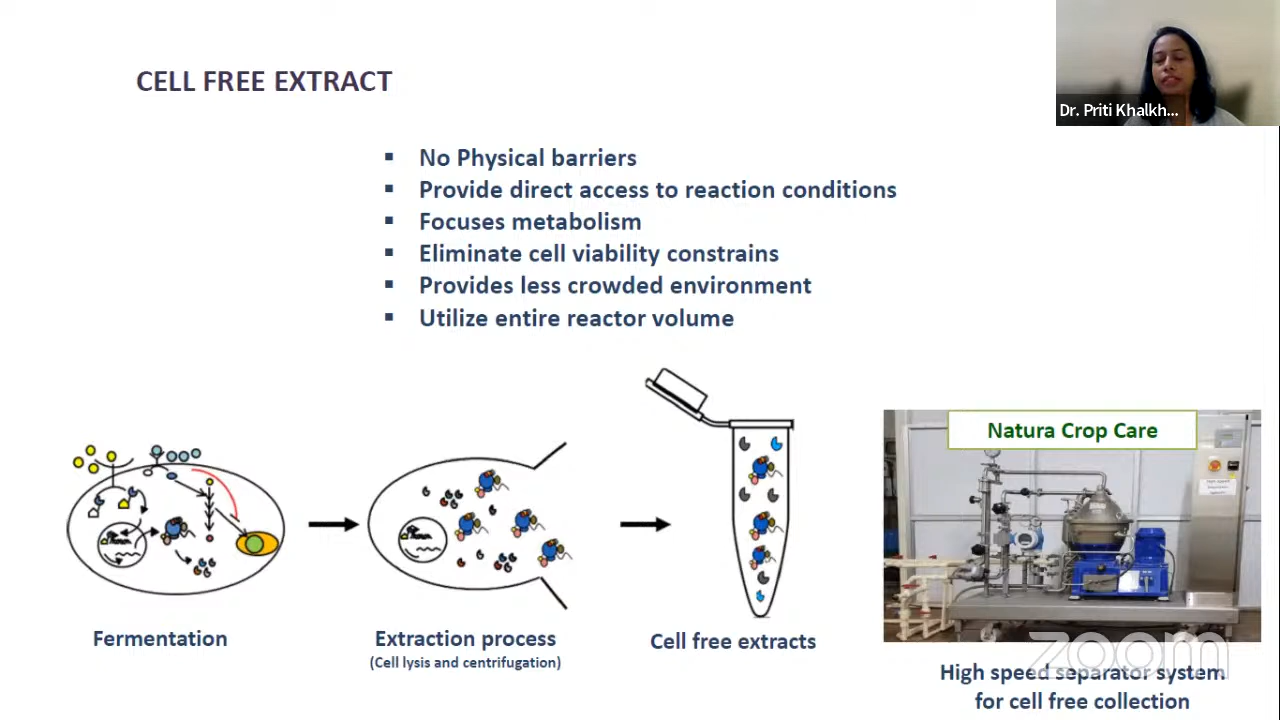 CELL FREE EXTRACT
Dr. Priti Khalkh...
No Physical barriers
Provide direct access to reaction conditions
Focuses metabolism
Eliminate cell viability constrains
Provides less crowded environment
Utilize entire reactor volume
Natura Crop Care
Fermentation
Extraction process
(Cell lysis and centrifugation)
Cell free extracts
High speed separator system
for cell free collection
zoom